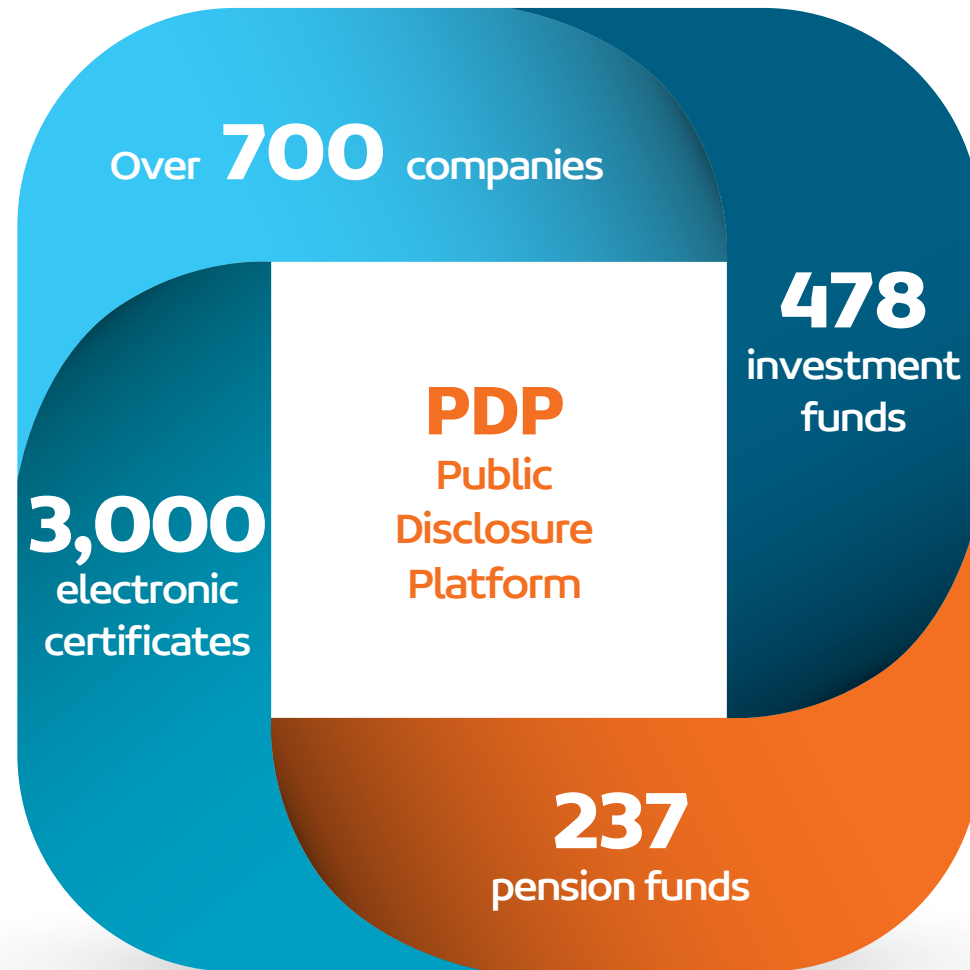 Over 700 companies
478
investment
funds
PDP
Public
Disclosure
Platform
3,000
electronic
certificates
237
pension funds